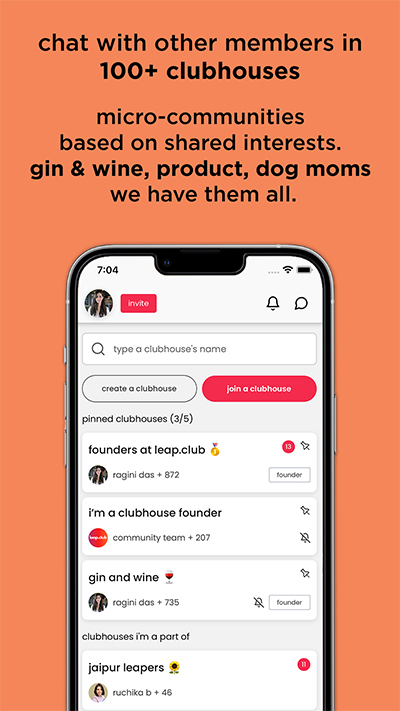 chat with other members in
100+ clubhouses
micro-communities
based on shared interests.
gin & wine, product, dog moms
we have them all.
7:04
invite
type a clubhouse's name
create a clubhouse
join a clubhouse
pinned clubhouses (3/5)
founders at leap.club 🏅
13
ragini das + 872
founder
i'm a clubhouse founder
leap.club
community team + 207
gin and wine 🍷
ragini das + 735
founder
clubhouses i'm a part of
jaipur leapers 🌻
11
ruchika b + 46